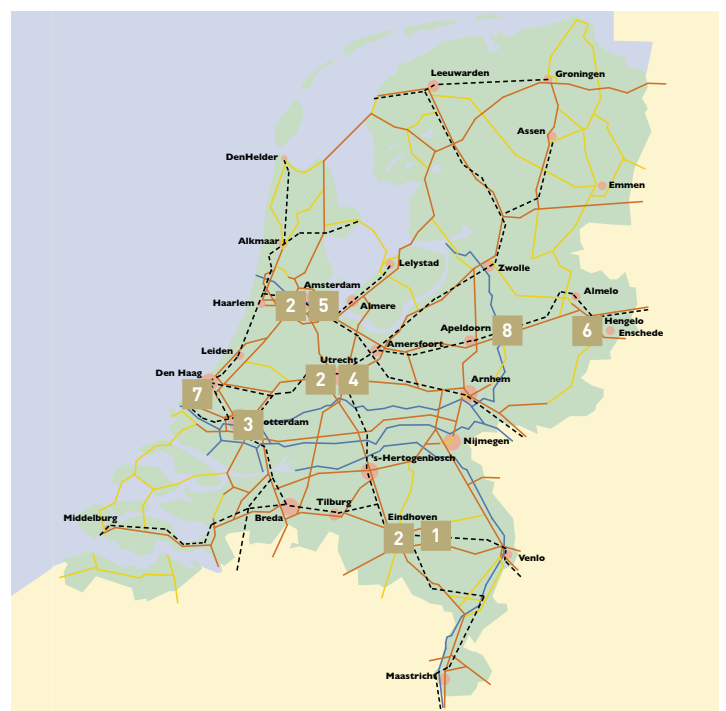 Leeuwarden
Groningen
Assen
DenHelder
Emmen
Alkmaar
Lelystad
Zwolle
Amsterdam
Almelo
Haarlem
2
5
Almere
Hengelo
Enschede
Apeldoorn
8
6
Amersfoort
Leiden
Utrecht
Den Haag
2
4
Arnhem
7
3
otterdam
Nijmegen
's-Hertogenbosch
Tilburg
Middelburg
Breda
Eindhoven
2
1
Venlo
Maastricht